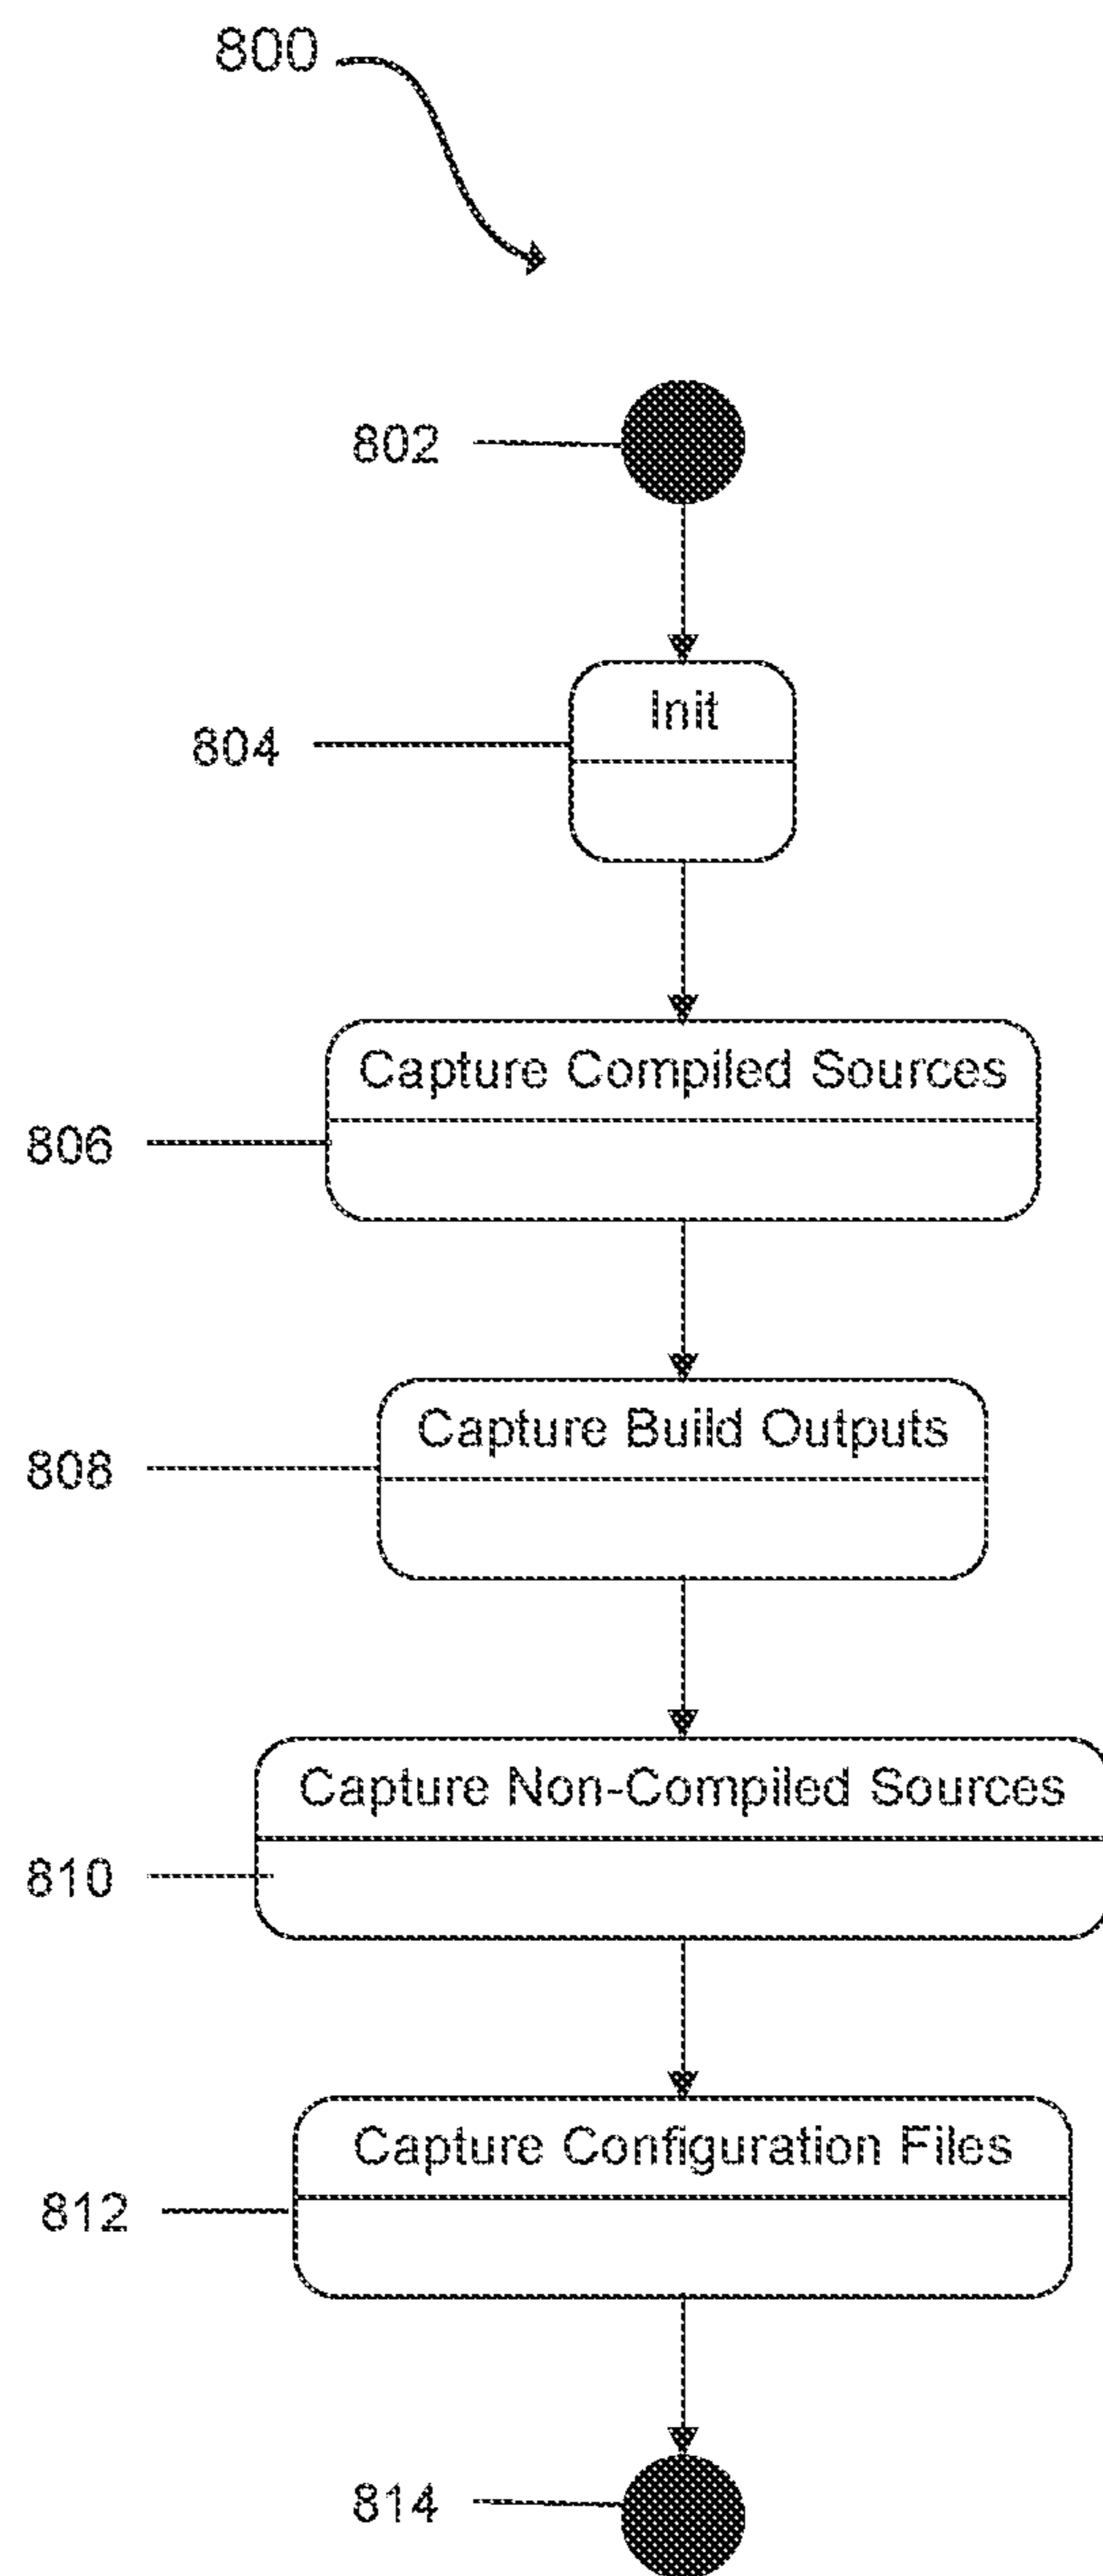 800
802
Init
804
Capture Compiled Sources
806
Capture Build Outputs
808
Capture Non-Compiled Sources
810
Capture Configuration Files
812
814